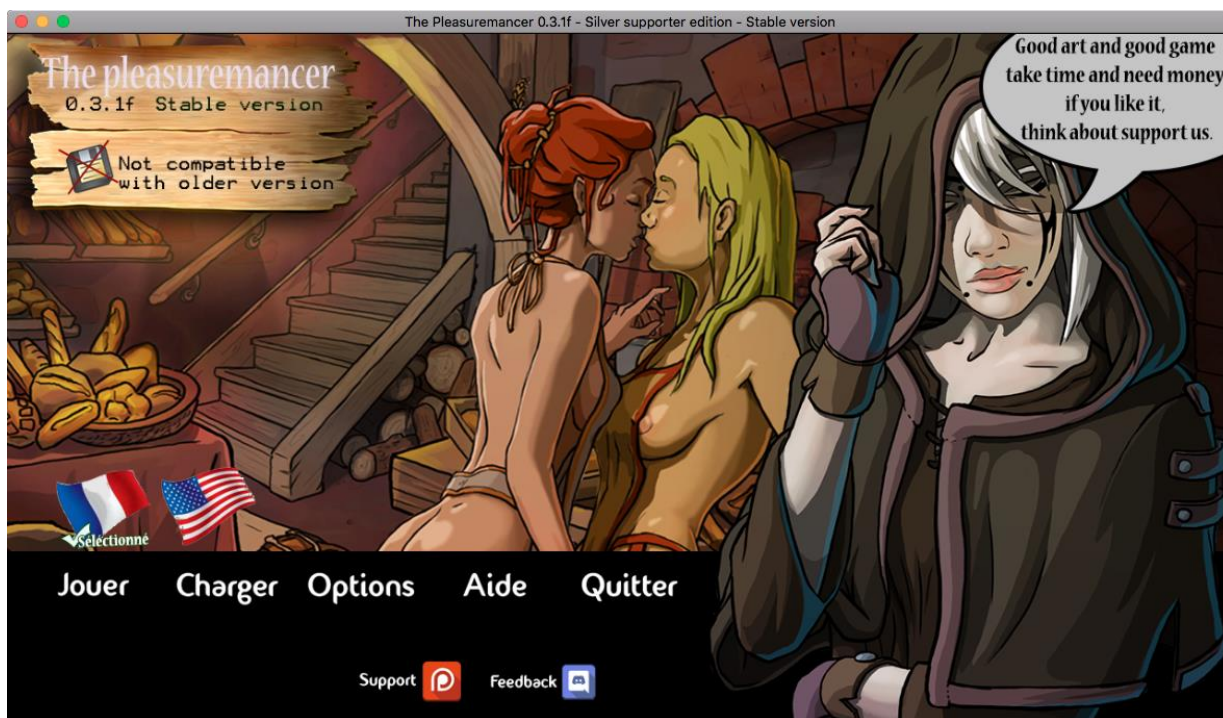 The Pleasuremancer 0.3.1f - Silver supporter edition - Stable version
The pleasuremancer
0.3.1f Stable version
Not compatible
with older version
Good art and good game
take time and need money
if you like it,
think about support us.
Sélectionné
Jouer Charger Options Aide Quitter
Support Feedback